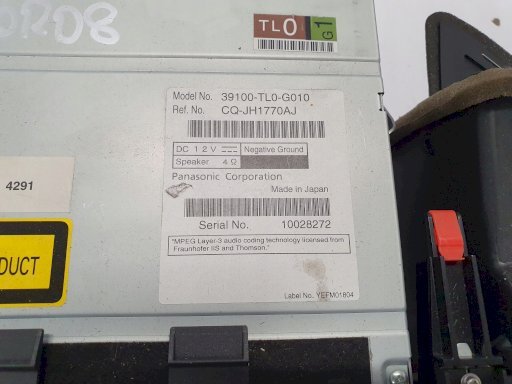 TL0
G1
Model No. 39100-TL0-G010
Ref. No. CQ-JH1770AJ
DC 12V Negative Ground
Speaker 4Ω
Panasonic Corporation
Made in Japan
Serial No. 10028272
"MPEG Layer-3 audio coding technology licensed from
Fraunhofer IIS and Thomson."
Label No. YEFM01804
4291
DUCT